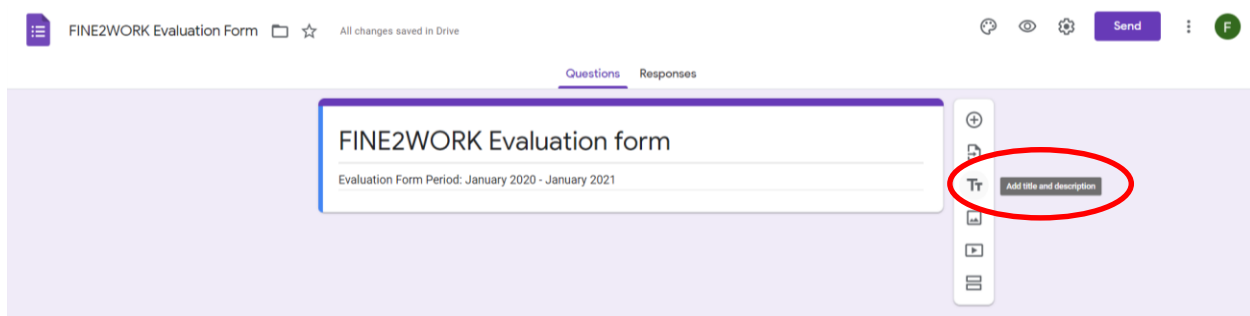 FINE2WORK Evaluation Form All changes saved in Drive Send F
Questions Responses
FINE2WORK Evaluation form
Evaluation Form Period: January 2020 - January 2021
Tт Add title and description